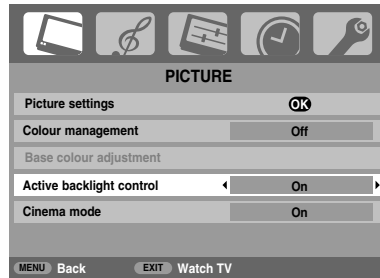 PICTURE
Picture settings OK
Colour management Off
Base colour adjustment
Active backlight control On
Cinema mode On
MENU Back EXIT Watch TV